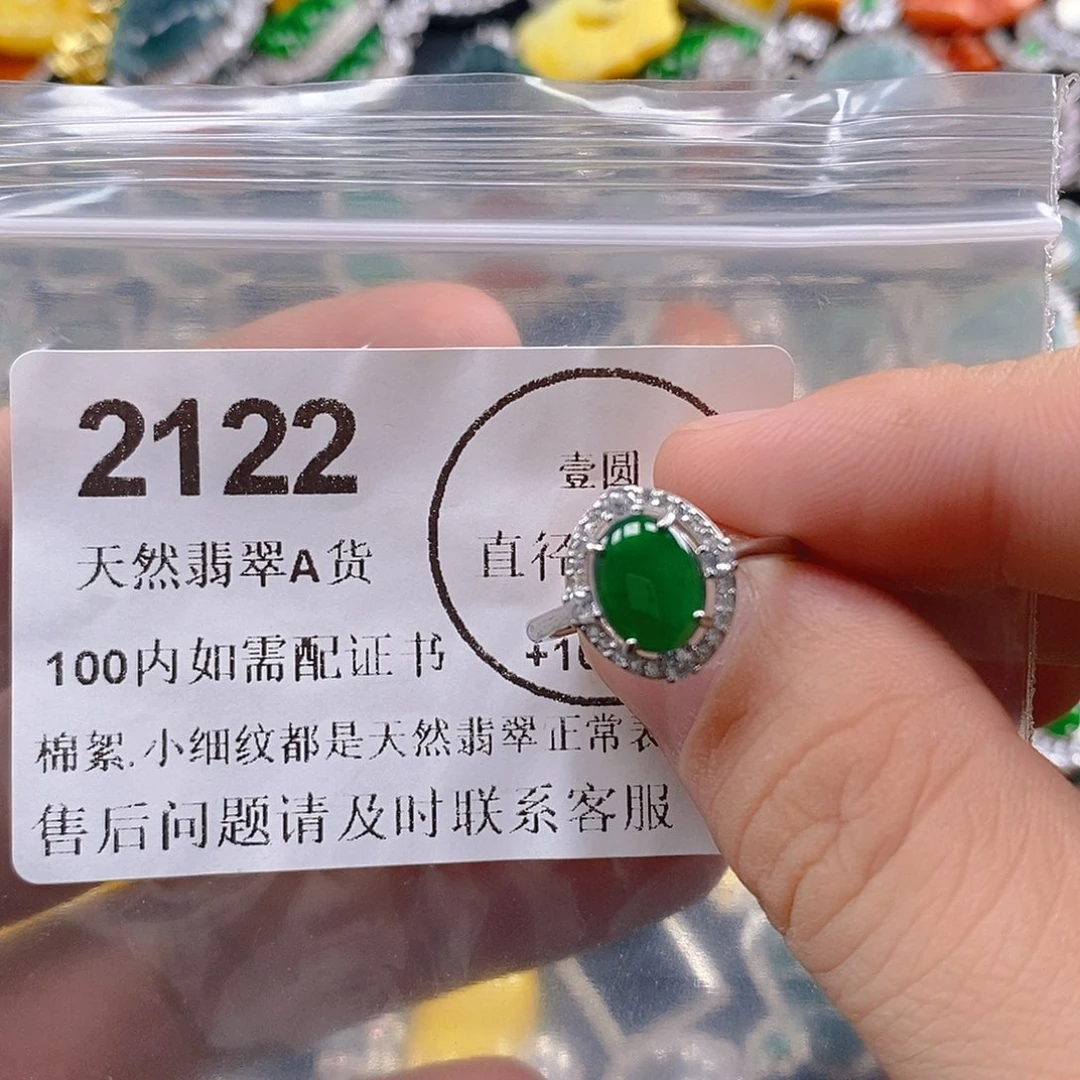 2122
壹圆
天然翡翠A货
直径
100内如需配证书
+1
棉絮.小细纹都是天然翡翠正常
售后问题请及时联系客服